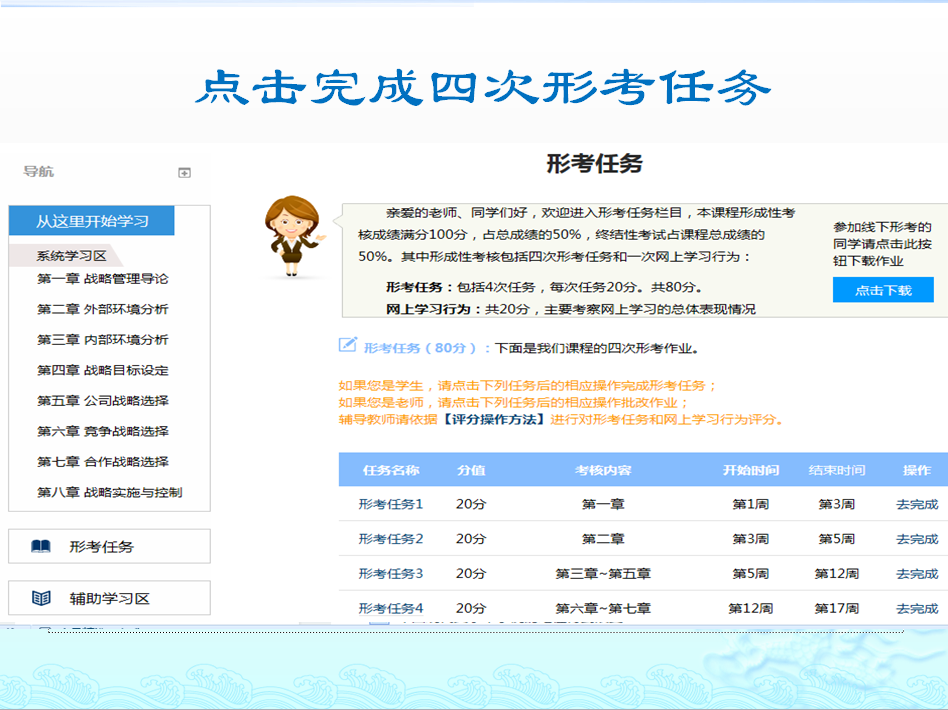 点击完成四次形考任务
导航
从这里开始学习
系统学习区
第一章 战略管理导论
第二章 外部环境分析
第三章 内部环境分析
第四章 战略目标设定
第五章 公司战略选择
第六章 竞争战略选择
第七章 合作战略选择
第八章 战略实施与控制
形考任务
辅助学习区
形考任务
亲爱的老师、同学们好，欢迎进入形考任务栏目，本课程形成性考
核成绩满分100分，占总成绩的50%，终结性考试占课程总成绩的
50%。其中形成性考核包括四次形考任务和一次网上学习行为：
形考任务：包括4次任务，每次任务20分。共80分。
网上学习行为：共20分，主要考察网上学习的总体表现情况
参加线下形考的
同学请点击此按
钮下载作业
点击下载
形考任务（80分）：下面是我们课程的四次形考作业。
如果您是学生，请点击下列任务后的相应操作完成形考任务；
如果您是老师，请点击下列任务后的相应操作批改作业；
辅导教师请依据【评分操作方法】进行对形考任务和网上学习行为评分。
任务名称 分值 考核内容 开始时间 结束时间 操作
形考任务1 20分 第一章 第1周 第3周 去完成
形考任务2 20分 第二章 第3周 第5周 去完成
形考任务3 20分 第三章~第五章 第5周 第12周 去完成
形考任务4 20分 第六章~第七章 第12周 第17周 去完成